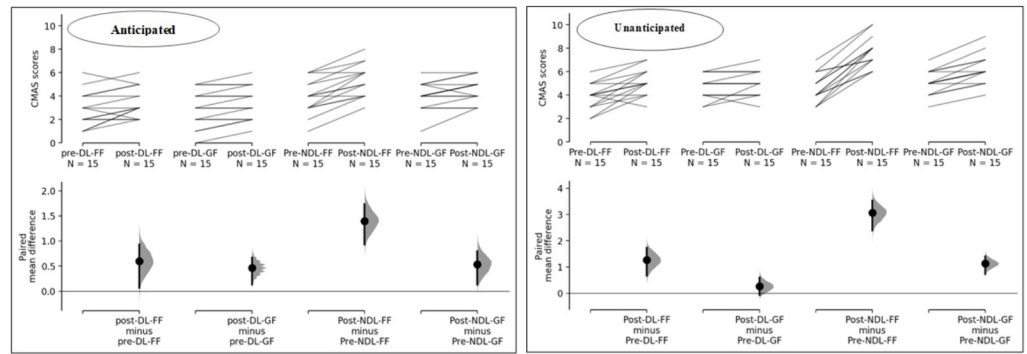 Anticipated
10
8
6
4
2
0
CMAS scores
pre-DL-FF post-DL-FF pre-DL-GF post-DL-GF Pre-NDL-FF Post-NDL-FF Pre-NDL-GF Post-NDL-GF
N = 15 N = 15 N = 15 N = 15 N = 15 N = 15 N = 15 N = 15
2.0
1.5
1.0
0.5
0.0
Paired
mean difference
post-DL-FF post-DL-GF Post-NDL-FF Post-NDL-GF
minus minus minus minus
pre-DL-FF pre-DL-GF Pre-NDL-FF Pre-NDL-GF
Unanticipated
10
8
6
4
2
0
CMAS scores
Pre-DL-FF Post-DL-FF Pre-DL-GF Post-DL-GF Pre-NDL-FF Post-NDL-FF Pre-NDL-GF Post-NDL-GF
N = 15 N = 15 N = 15 N = 15 N = 15 N = 15 N = 15 N = 15
4
3
2
1
0
Paired
mean difference
Post-DL-FF Post-DL-GF Post-NDL-FF Post-NDL-GF
minus minus minus minus
Pre-DL-FF Pre-DL-GF Pre-NDL-FF Pre-NDL-GF